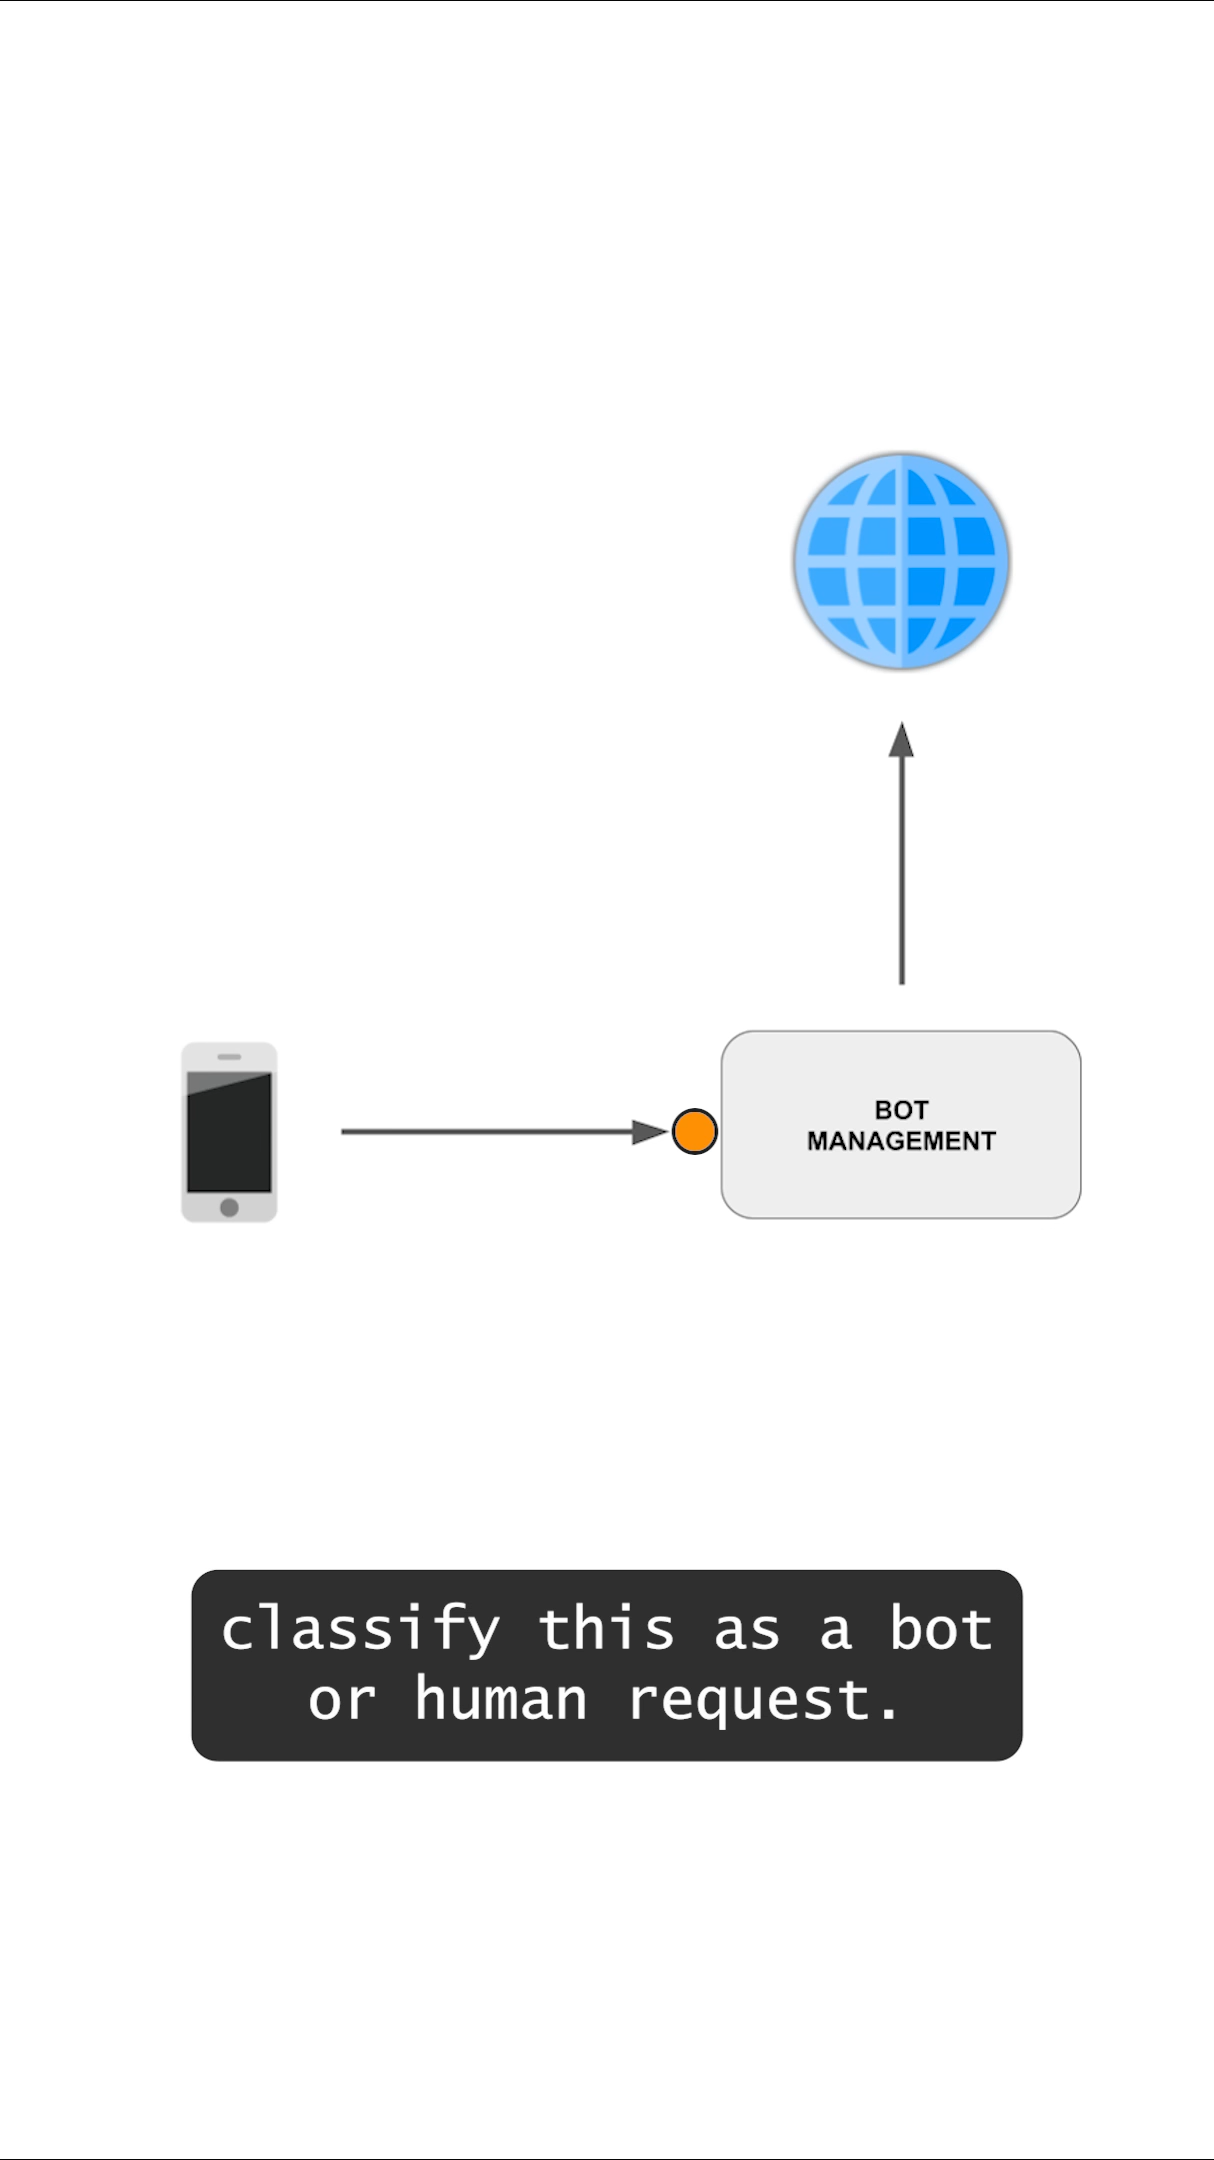 BOT
MANAGEMENT
classify this as a bot
or human request.